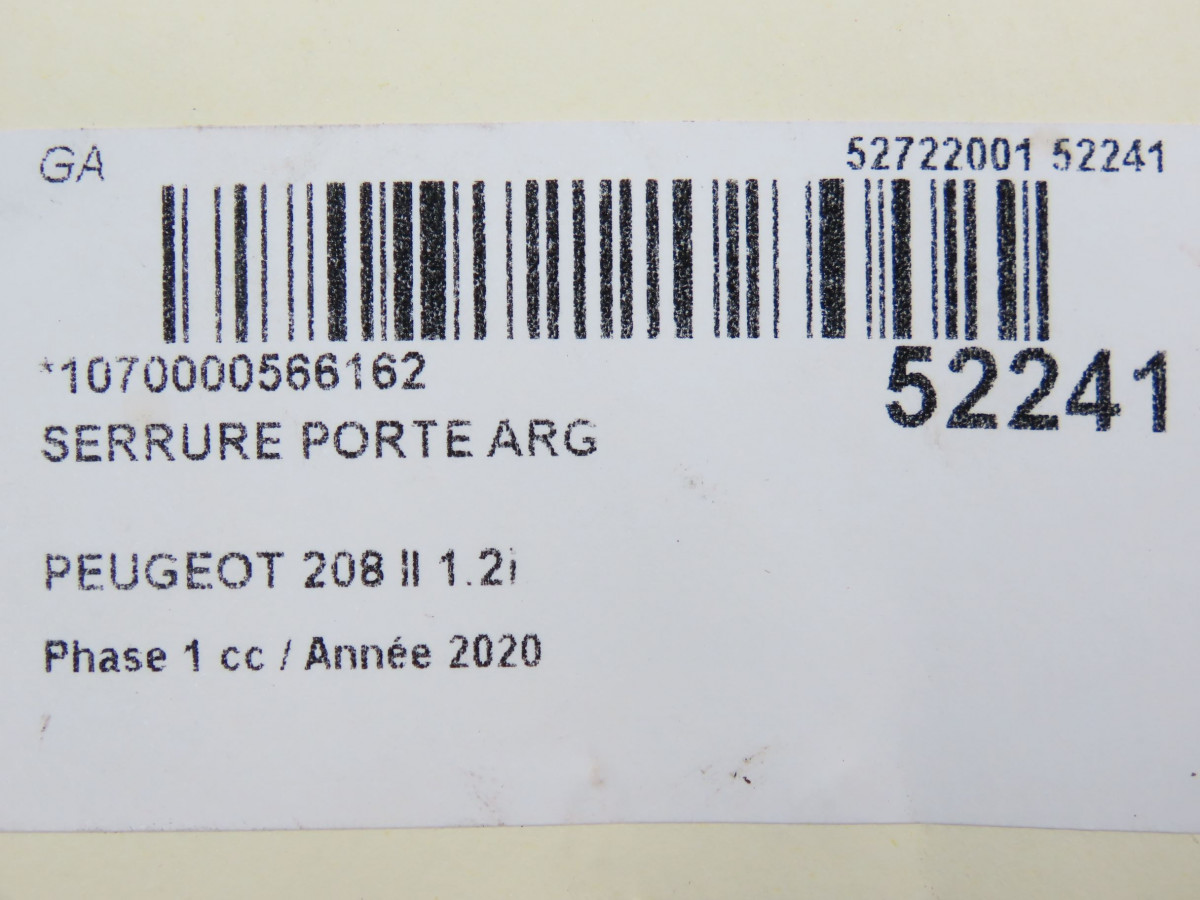 GA
52722001 52241
*1070000566162
52241
SERRURE PORTE ARG
PEUGEOT 208 II 1.2i
Phase 1 cc / Année 2020
/